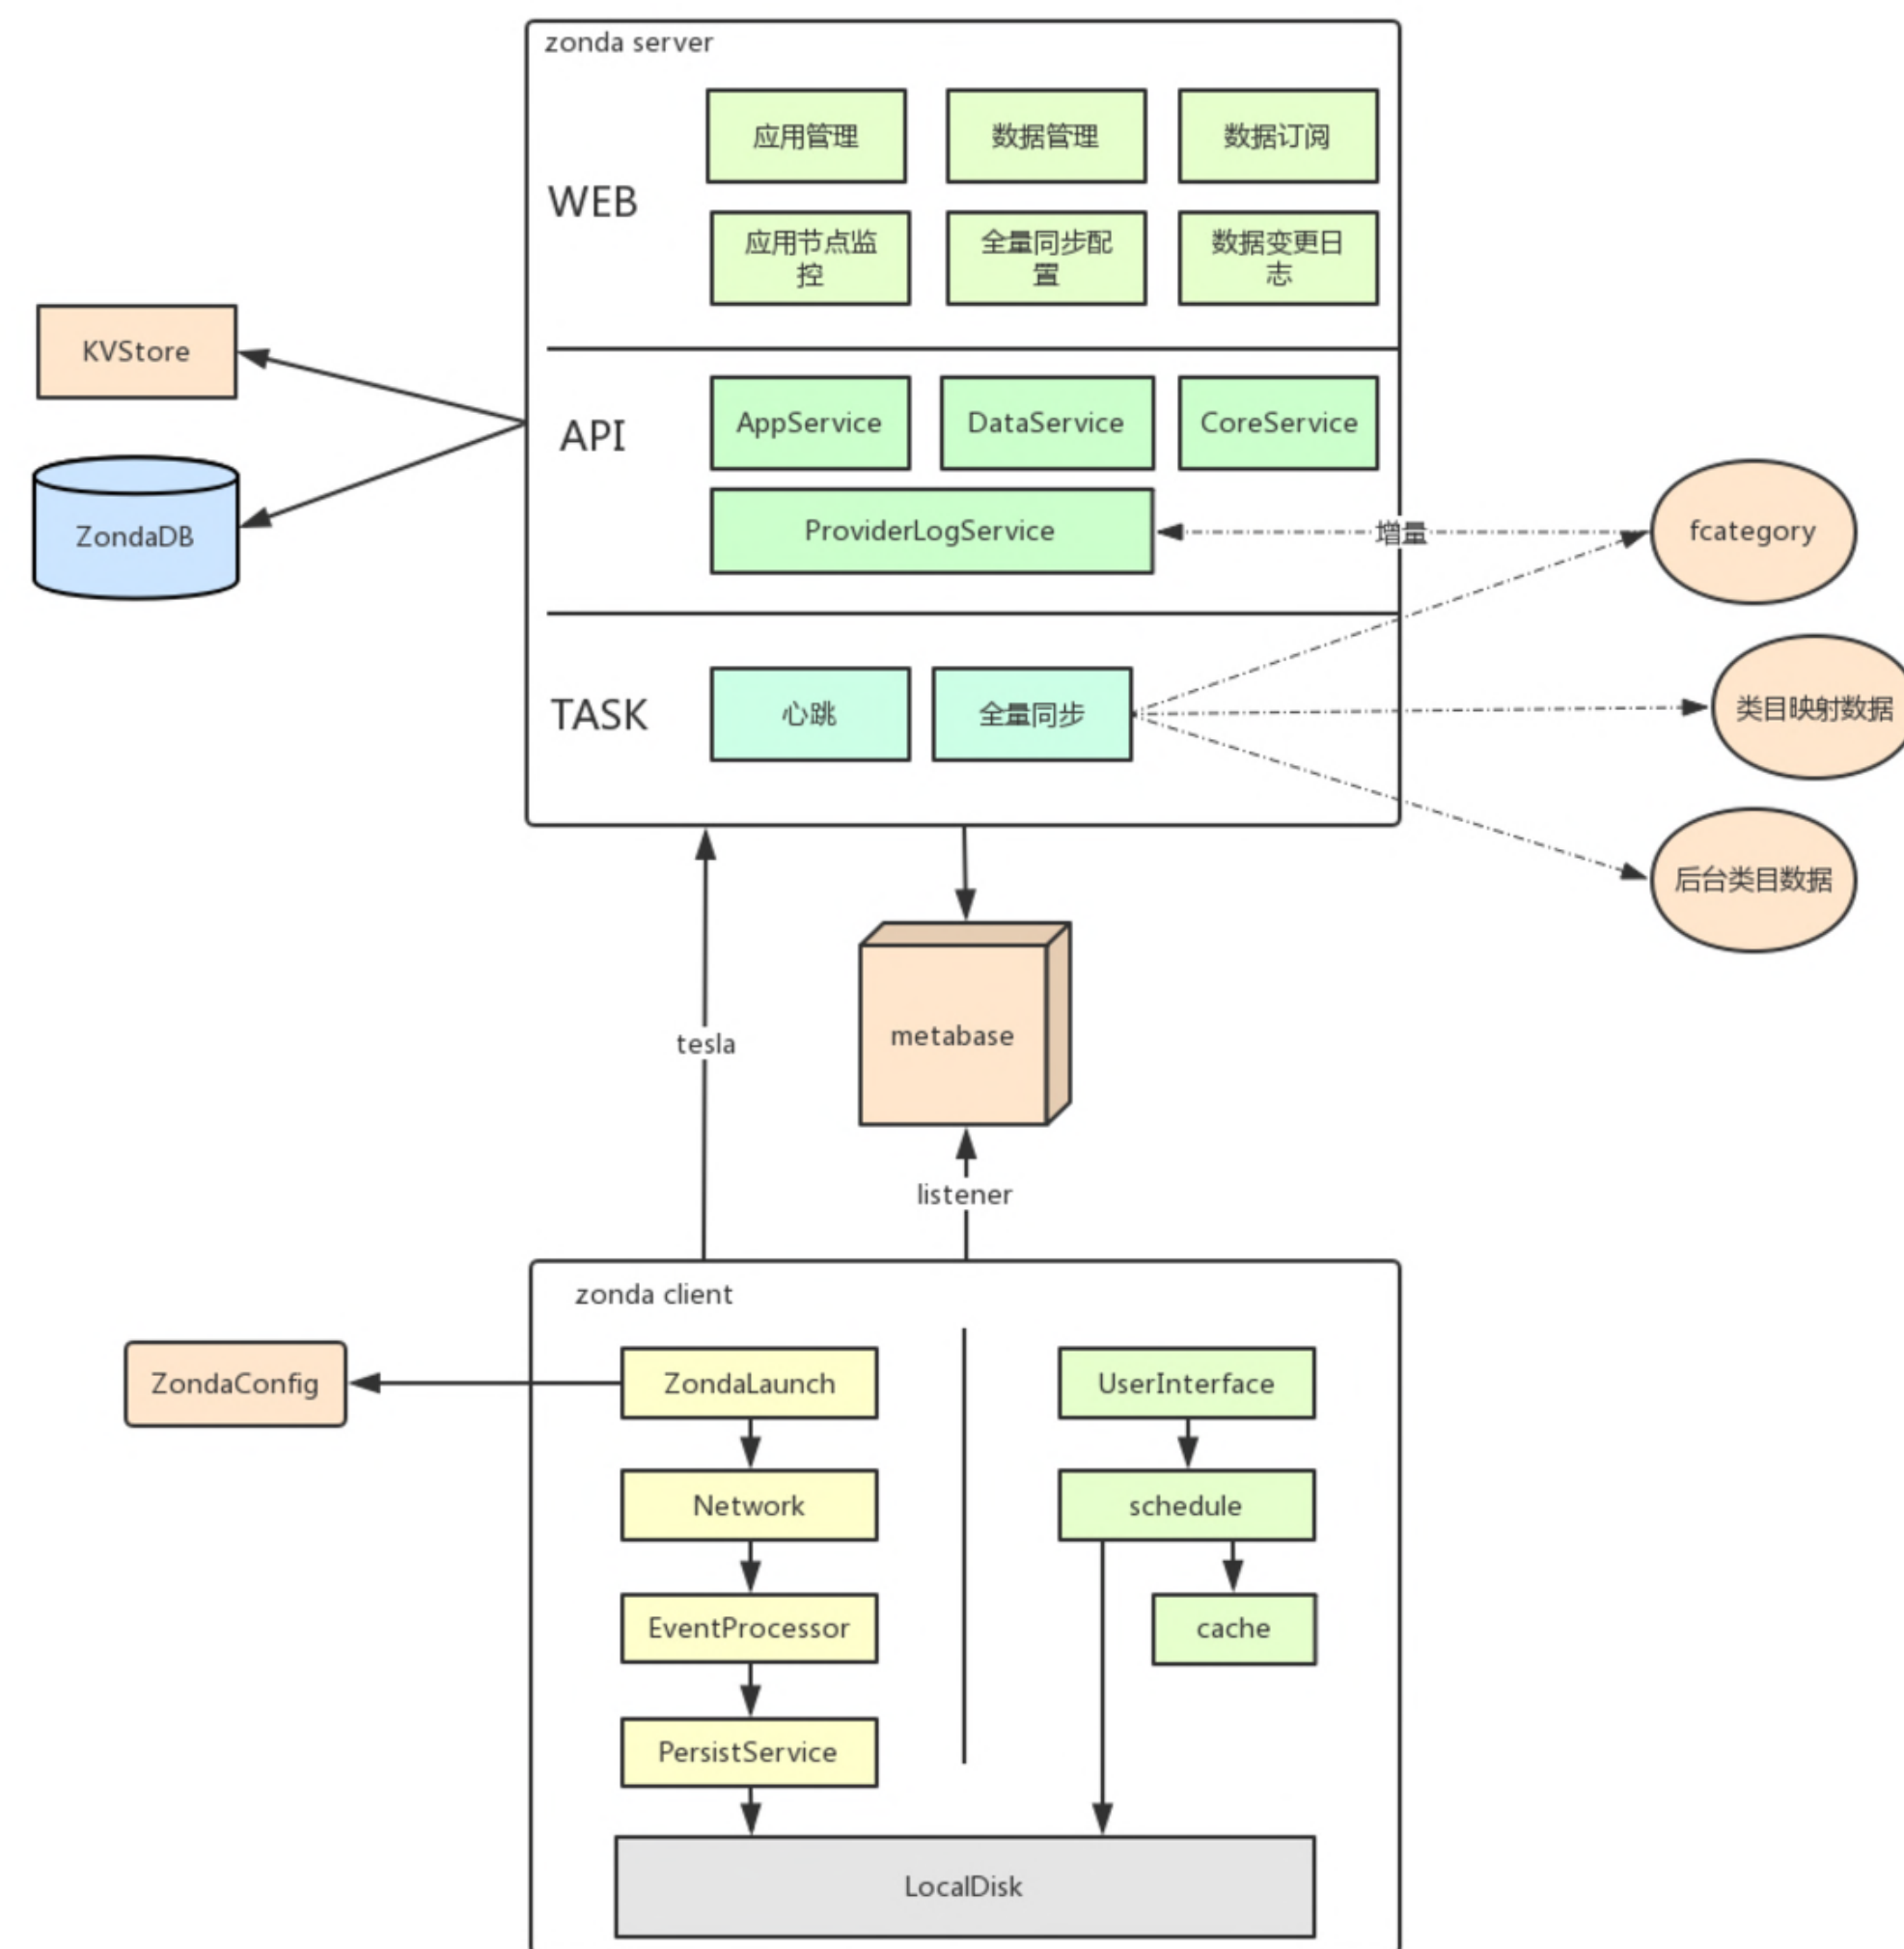 zonda server
WEB
应用管理
数据管理
数据订阅
应用节点监
控
全量同步配
置
数据变更日
志
KVStore
ZondaDB
API
AppService
DataService
CoreService
ProviderLogService
增量
fcategory
TASK
心跳
全量同步
类目映射数据
后台类目数据
tesla
metabase
listener
zonda client
ZondaConfig
ZondaLaunch
UserInterface
Network
schedule
EventProcessor
cache
PersistService
LocalDisk